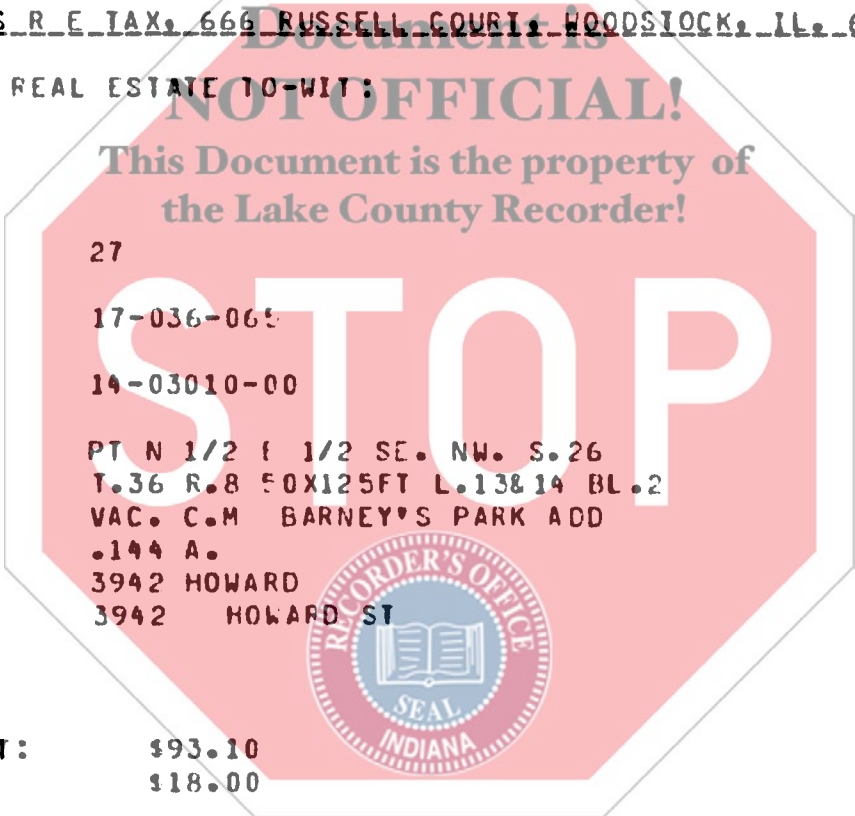 S R E TAX, 666 RUSSELL COURT, WOODSTOCK, IL.
Document is
REAL ESTATE TO-WIT:
NOT OFFICIAL!
This Document is the property of
the Lake County Recorder!
27
17-036-065
STOP
14-03010-00
PT N 1/2 1/2 SE. NW. S.26
T.36 R.8 50X125FT L.13&14 BL.2
VAC. C.M BARNEY'S PARK ADD
.144 A.
3942 HOWARD
3942 HOWARD ST
RECORDER'S OFFICE
SEAL
INDIANA
$93.10
$18.00